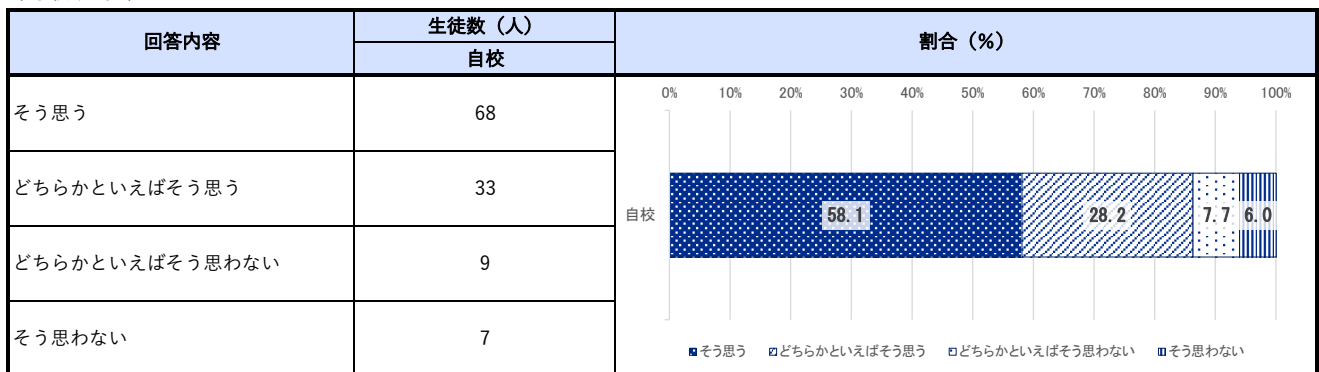 回答内容
生徒数（人）
自校
割合（%）
そう思う
68
どちらかといえばそう思う
33
どちらかといえばそう思わない
9
そう思わない
7
0% 10% 20% 30% 40% 50% 60% 70% 80% 90% 100%
自校
58.1 28.2 7.7 6.0
そう思う どちらかといえばそう思う どちらかといえばそう思わない そう思わない